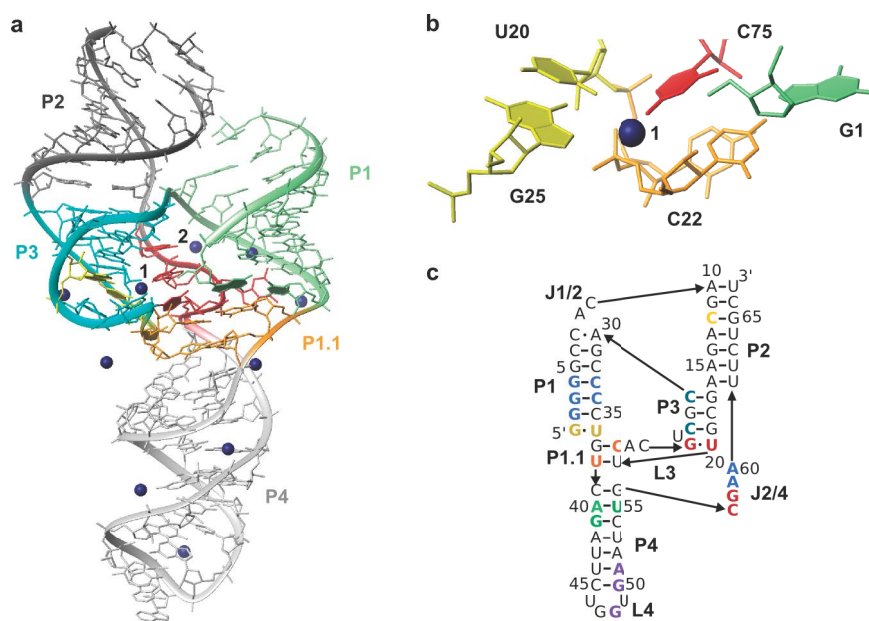 a
P2
P1
P3
2
1
P1.1
P4
b
U20
C75
1
G1
G25
C22
c
10 3'
J1/2 C A U
A G C
C G 65
C A 30 A U
C G G C P2
5 G C 15 A U
P1 G C A U
G C P3 C G
G C 35 G C
5' G U C G
G C A C U G U
P1.1 U U L3 20 A 60
C G A J2/4
40 A U 55 G
G C C
A U P4
U A
U A
45 C G 50
G U
G G L4